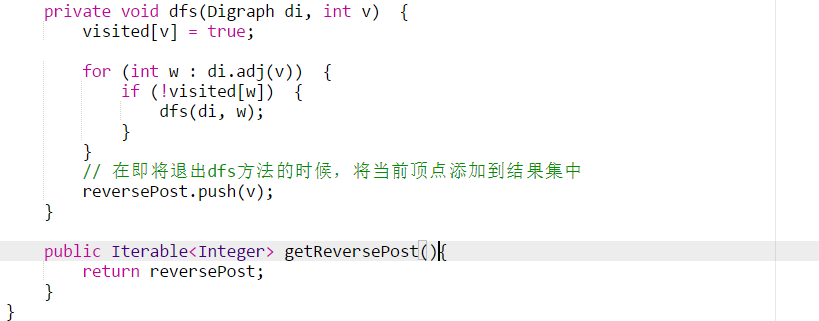 private void dfs(Digraph di, int v)  {
visited[v] = true;
for (int w : di.adj(v))  {
if (!visited[w])  {
dfs(di, w);
}
}
// 在即将退出dfs方法的时候，将当前顶点添加到结果集中
reversePost.push(v);
}
public Iterable<Integer> getReversePost(){
return reversePost;
}
}